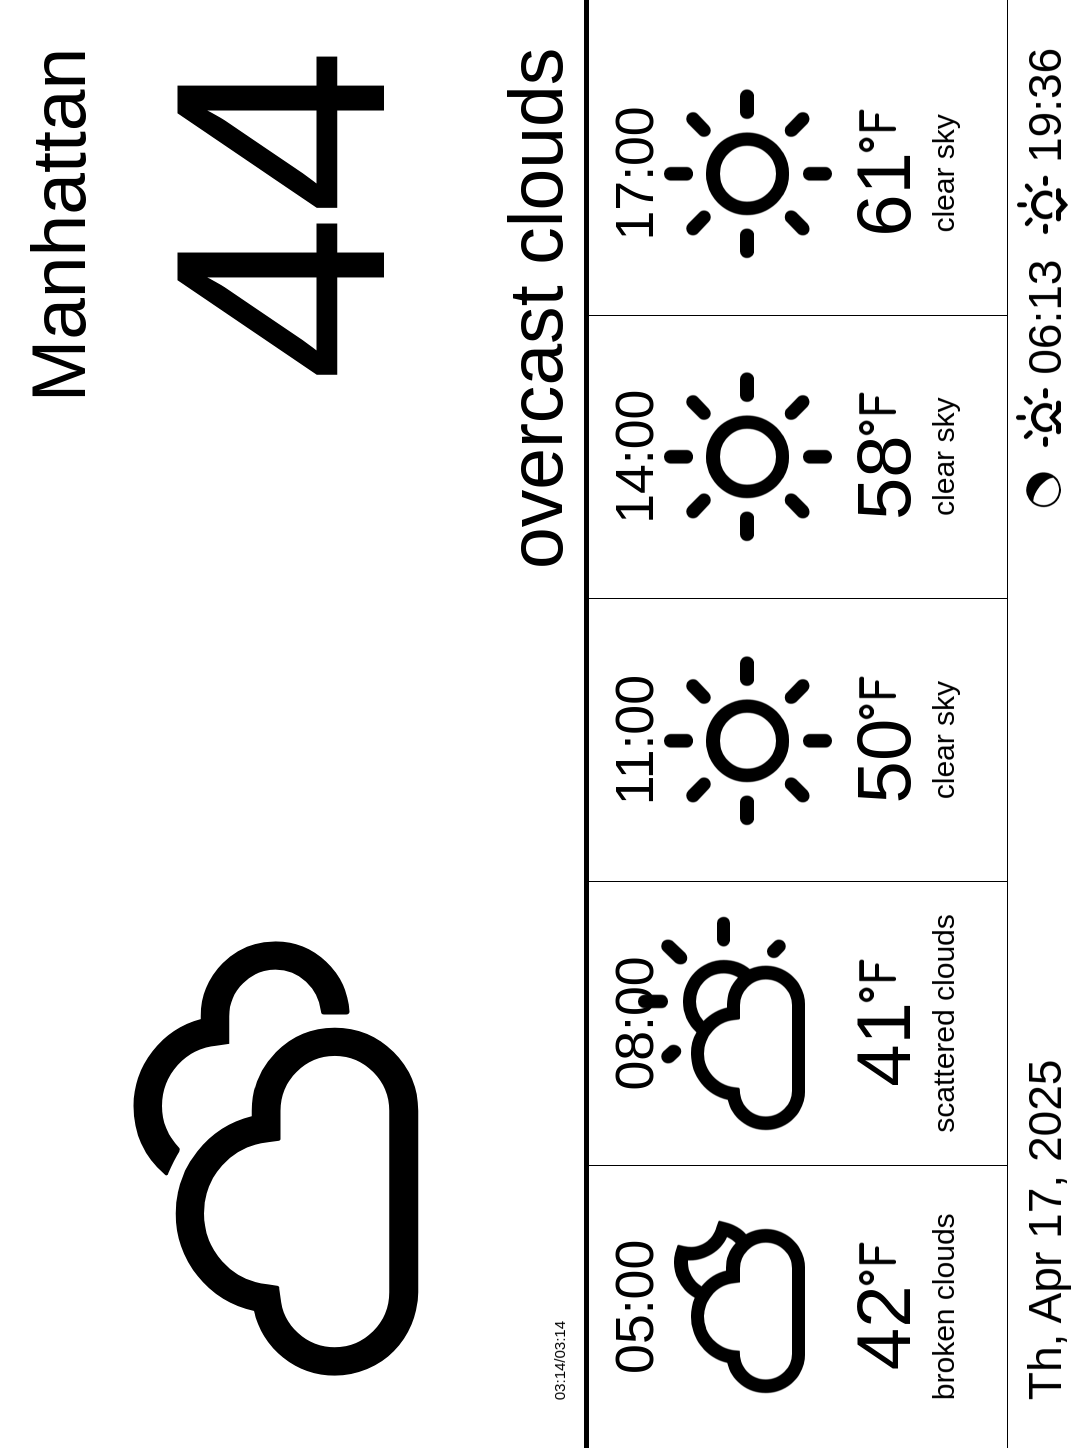 Manhattan
44
overcast clouds
03:14/03:14
05:00 08:00 11:00 14:00 17:00
42°F 41°F 50°F 58°F 61°F
broken clouds scattered clouds clear sky clear sky clear sky
Th, Apr 17, 2025 06:13 19:36